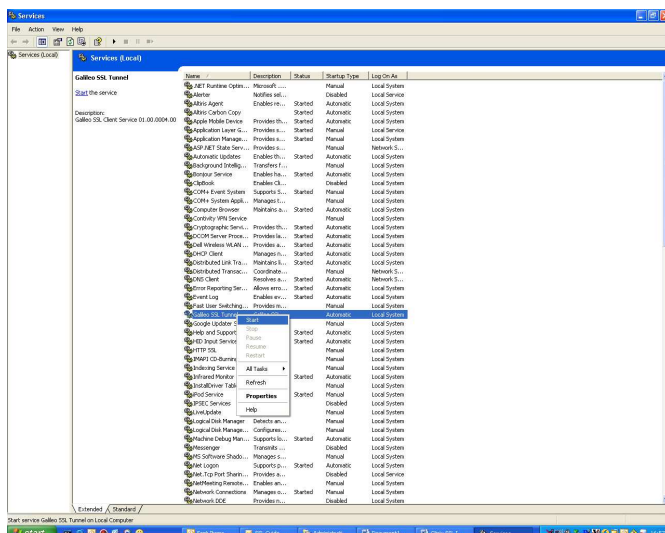 Services
File Action View Help
Services (Local)
Services (Local)
Galileo SSL Tunnel
Start the service
Description:
Galileo SSL Client Service 01.00.0004.00
Name Description Status Startup Type Log On As
.NET Runtime Optim... Microsoft .... Manual Local System
Alerter Notifies sel... Disabled Local Service
Altiris Agent Enables re... Started Automatic Local System
Altiris Carbon Copy Started Automatic Local System
Apple Mobile Device Provides th... Started Automatic Local System
Application Layer G... Provides s... Started Manual Local Service
Application Manage... Provides s... Started Manual Local System
ASP.NET State Serv... Provides s... Manual Network S...
Automatic Updates Enables th... Started Automatic Local System
Background Intellig... Transfers f... Manual Local System
Bonjour Service Enables ha... Started Automatic Local System
ClipBook Enables Cli... Disabled Local System
COM+ Event System Supports S... Started Manual Local System
COM+ System Appli... Manages t... Manual Local System
Computer Browser Maintains a... Started Automatic Local System
Contivity VPN Service Manual Local System
Cryptographic Servi... Provides th... Started Automatic Local System
DCOM Server Proce... Provides la... Started Automatic Local System
Dell Wireless WLAN ... Provides a... Started Automatic Local System
DHCP Client Manages n... Started Automatic Local System
Distributed Link Tra... Maintains li... Started Automatic Local System
Distributed Transac... Coordinate... Manual Network S...
DNS Client Resolves a... Started Automatic Network S...
Error Reporting Ser... Allows erro... Started Automatic Local System
Event Log Enables ev... Started Automatic Local System
Fast User Switching... Provides m... Manual Local System
Galileo SSL Tunnel Automatic Local System
Google Updater S Manual Local System
Help and Support Started Automatic Local System
HID Input Service Started Automatic Local System
HTTP SSL Manual Local System
IMAPI CD-Burning Manual Local System
Indexing Service Manual Local System
Infrared Monitor Started Automatic Local System
InstallDriver Tabl Manual Local System
iPod Service Started Manual Local System
IPSEC Services Disabled Local System
LiveUpdate Manual Local System
Logical Disk Manager Detects an... Manual Local System
Logical Disk Manage... Configures... Manual Local System
Machine Debug Man... Supports lo... Started Automatic Local System
Messenger Transmits ... Disabled Local System
MS Software Shado... Manages s... Manual Local System
Net Logon Supports p... Started Automatic Local System
Net.Tcp Port Sharin... Provides a... Disabled Local Service
NetMeeting Remote... Enables an... Manual Local System
Network Connections Manages o... Started Manual Local System
Network DDE Provides n... Disabled Local System
Start
Stop
Pause
Resume
Restart
All Tasks
Refresh
Properties
Help
Extended Standard
Start service Galileo SSL Tunnel on Local Computer